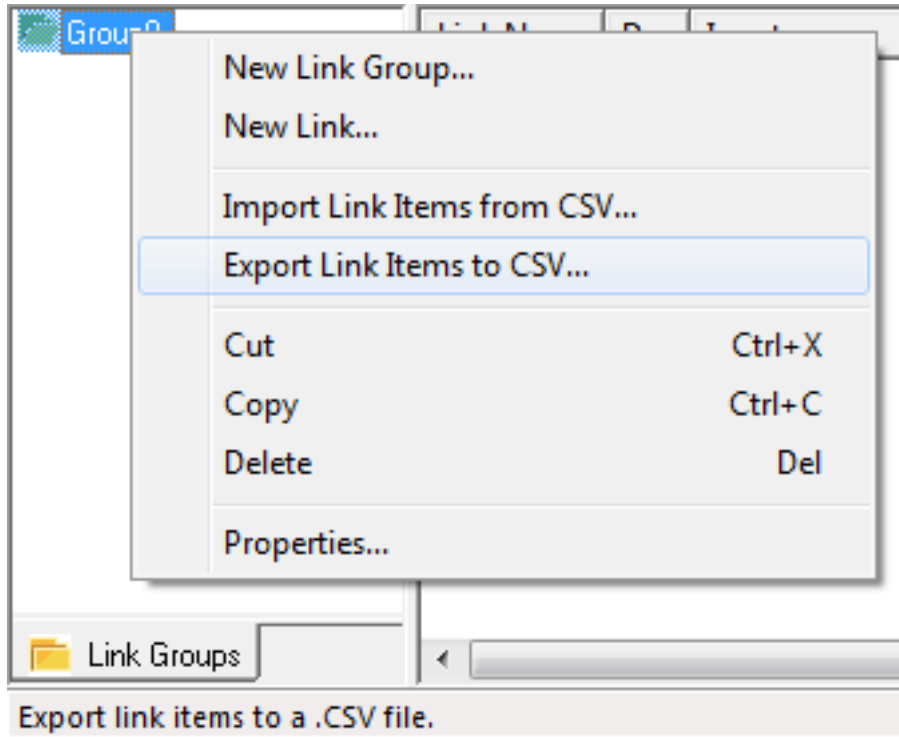 New Link Group...
New Link...
Import Link Items from CSV...
Export Link Items to CSV...
Cut Ctrl+X
Copy Ctrl+C
Delete Del
Properties...
Link Groups
Export link items to a .CSV file.